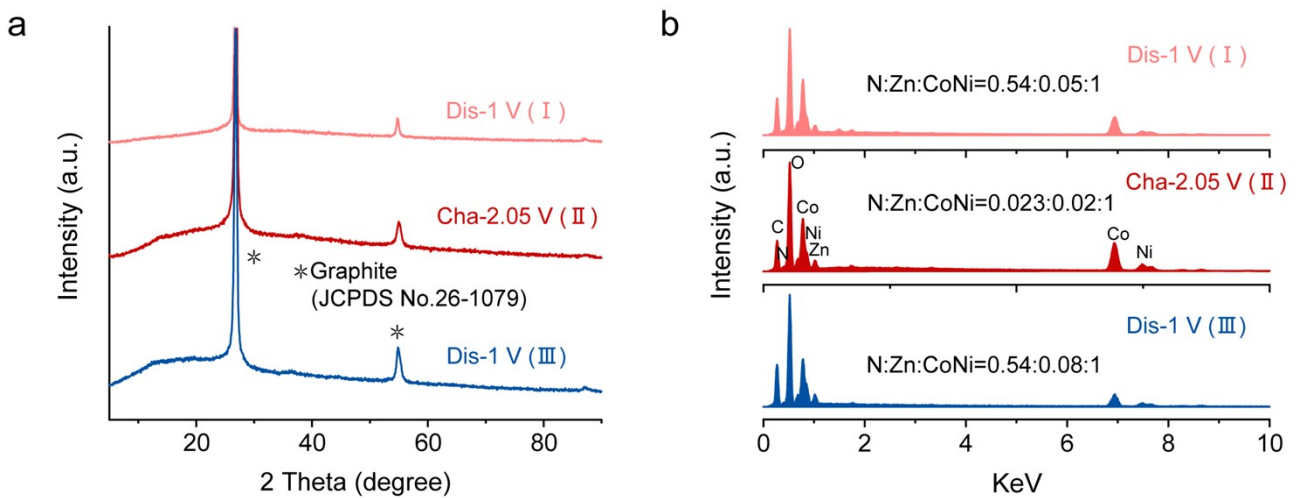 a
Intensity (a.u.)
Dis-1 V (Ⅰ)
Cha-2.05 V (Ⅱ)
*
*Graphite
(JCPDS No.26-1079)
*
Dis-1 V (Ⅲ)
20 40 60 80
2 Theta (degree)
b
Intensity (a.u.)
Dis-1 V (Ⅰ)
N:Zn:CoNi=0.54:0.05:1
O
Cha-2.05 V (Ⅱ)
N:Zn:CoNi=0.023:0.02:1
C
Co
N
Ni
Zn
Co
Ni
Dis-1 V (Ⅲ)
N:Zn:CoNi=0.54:0.08:1
0 2 4 6 8 10
KeV